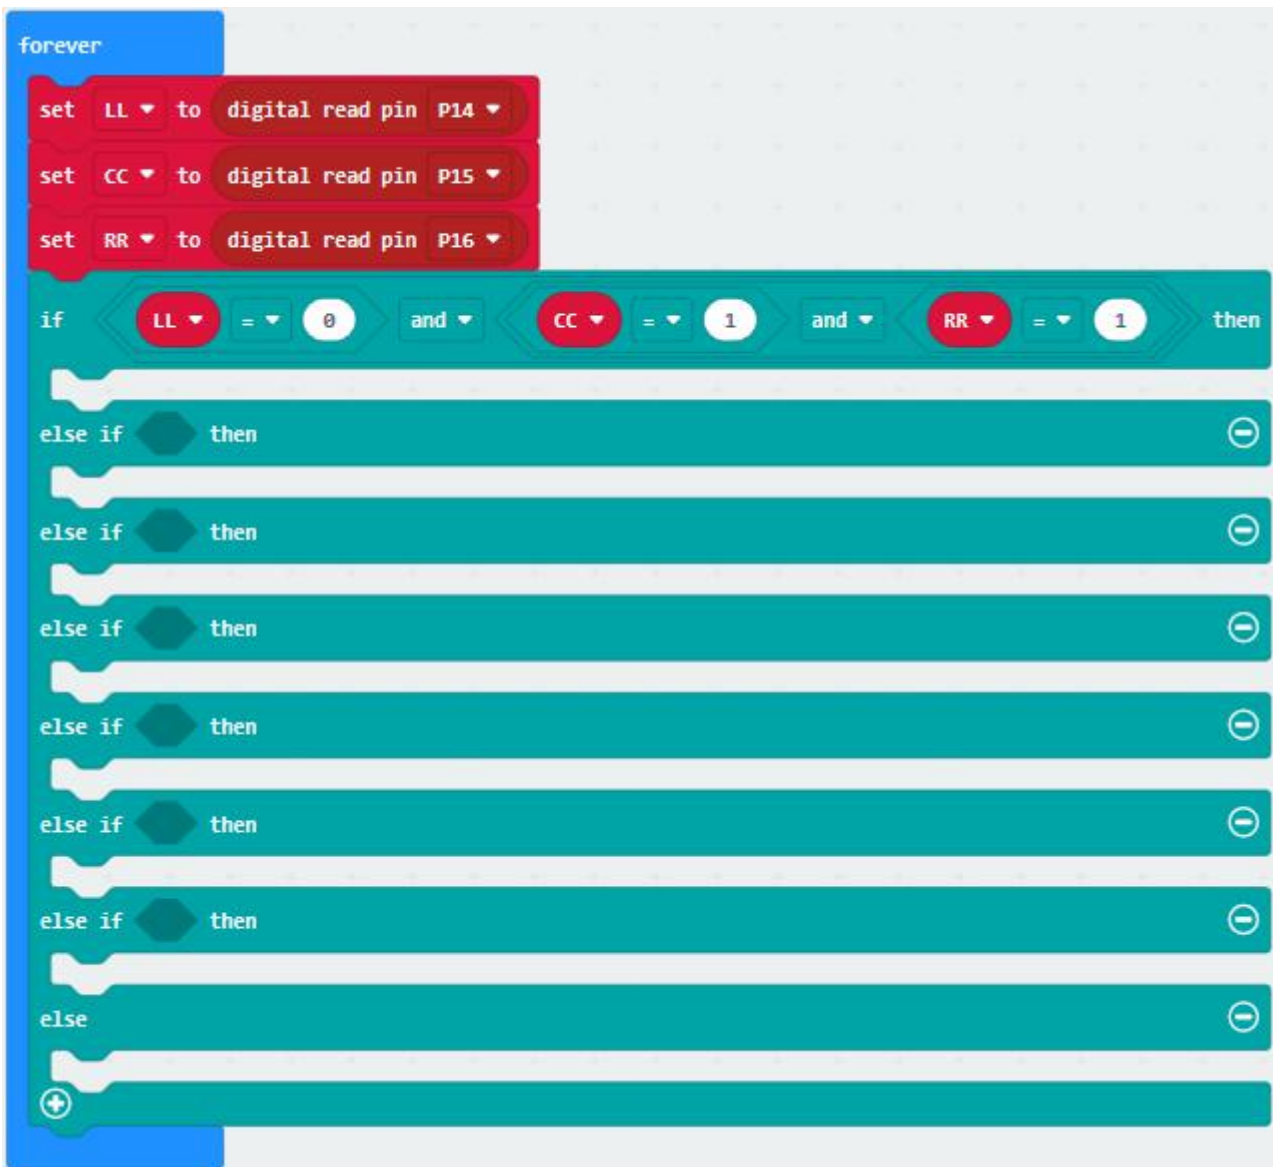 forever
set LL to digital read pin P14
set CC to digital read pin P15
set RR to digital read pin P16
if LL = 0 and CC = 1 and RR = 1 then
else if then
else if then
else if then
else if then
else if then
else if then
else